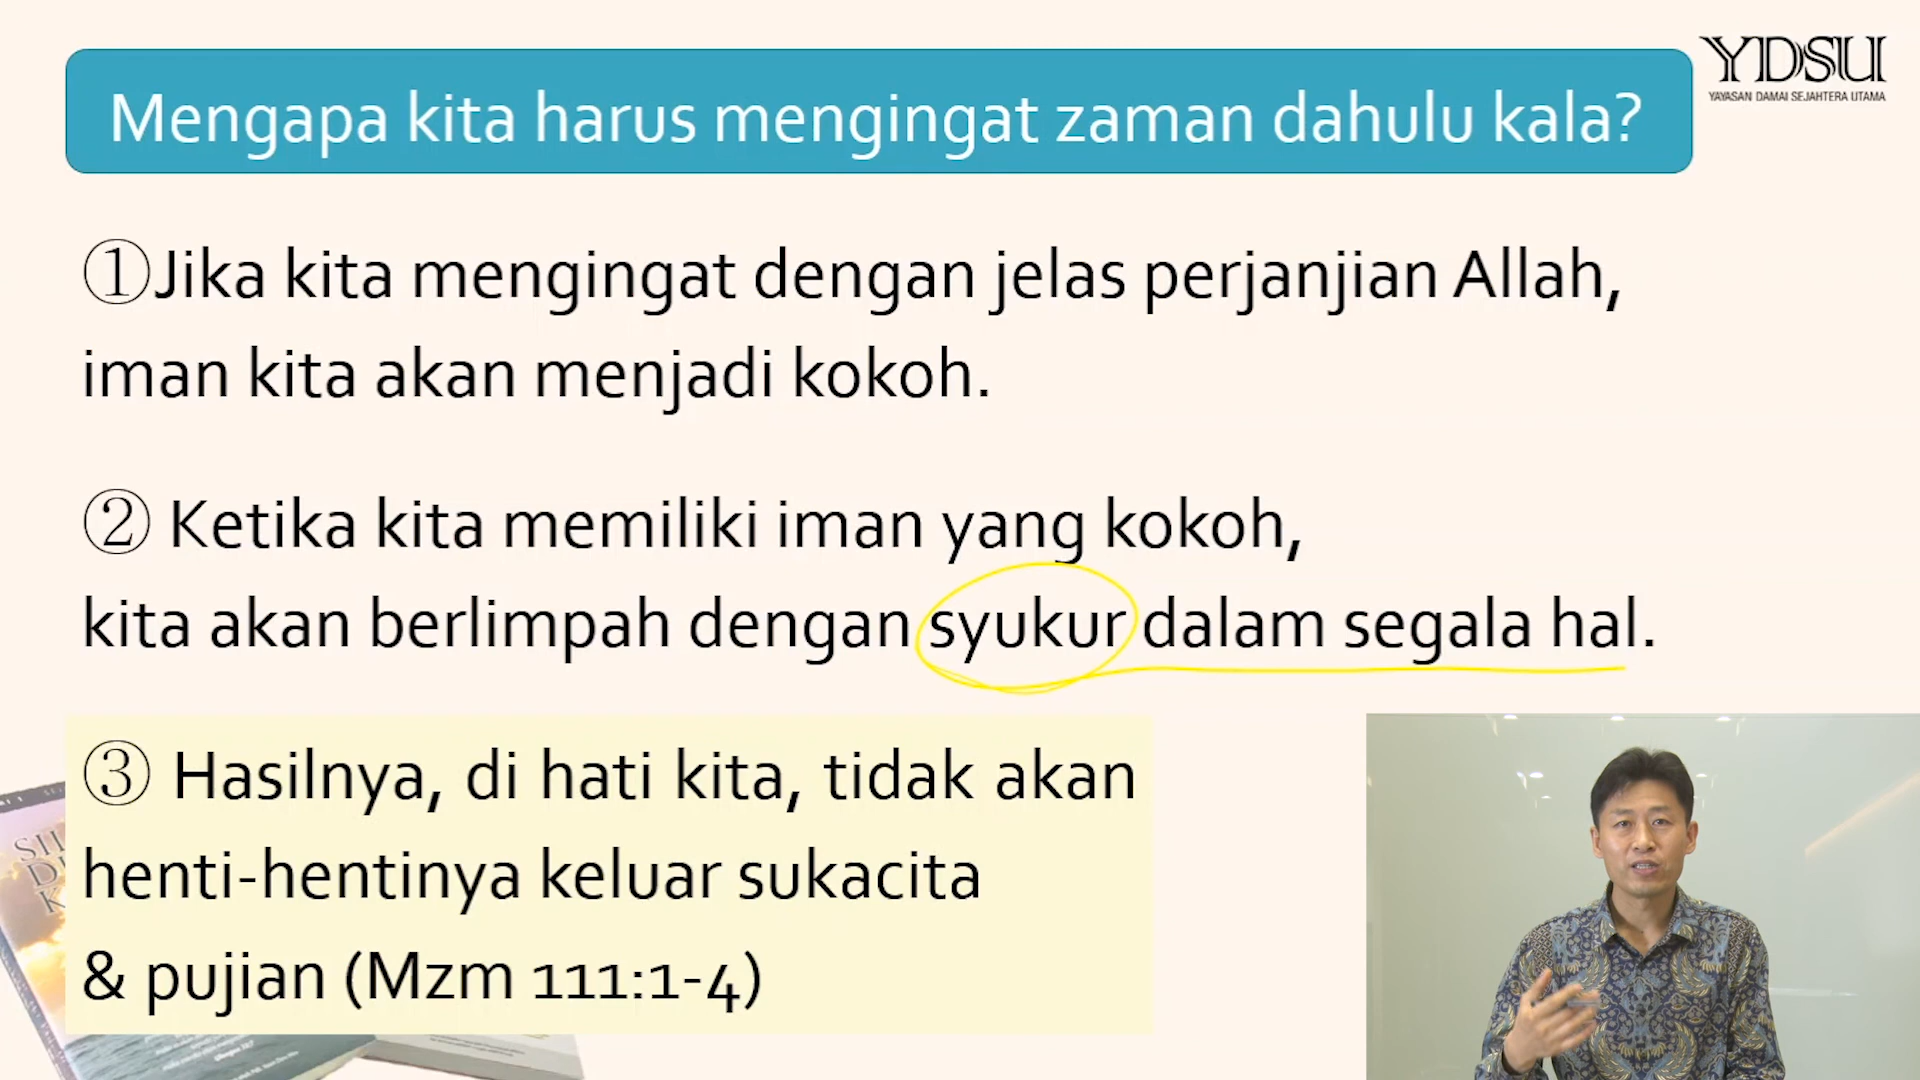 YDSU
YAYASAN DAMAI SEJAHTERA UTAMA
Mengapa kita harus mengingat zaman dahulu kala?
①Jika kita mengingat dengan jelas perjanjian Allah,
iman kita akan menjadi kokoh.
② Ketika kita memiliki iman yang kokoh,
kita akan berlimpah dengan syukur dalam segala hal.
③ Hasilnya, di hati kita, tidak akan
henti-hentinya keluar sukacita
& pujian (Mzm 111:1-4)